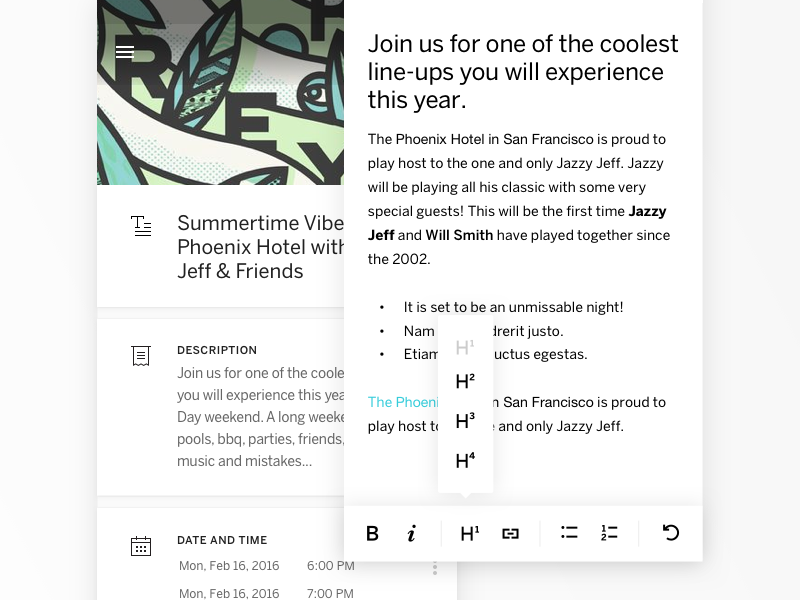 R
E
Y
Summertime Vibe
Phoenix Hotel with
Jeff & Friends
DESCRIPTION
Join us for one of the coole
you will experience this yea
Day weekend. A long weeke
pools, bbq, parties, friends,
music and mistakes...
DATE AND TIME
Mon, Feb 16, 2016 6:00 PM
Mon, Feb 16, 2016 7:00 PM
Join us for one of the coolest
line-ups you will experience
this year.
The Phoenix Hotel in San Francisco is proud to
play host to the one and only Jazzy Jeff. Jazzy
will be playing all his classic with some very
special guests! This will be the first time Jazzy
Jeff and Will Smith have played together since
the 2002.
• It is set to be an unmissable night!
• Nam drerit justo.
• Etiam uctus egestas.
The Phoeni n San Francisco is proud to
play host to e and only Jazzy Jeff.
H¹
H²
H³
H⁴
B i H¹ 1 2